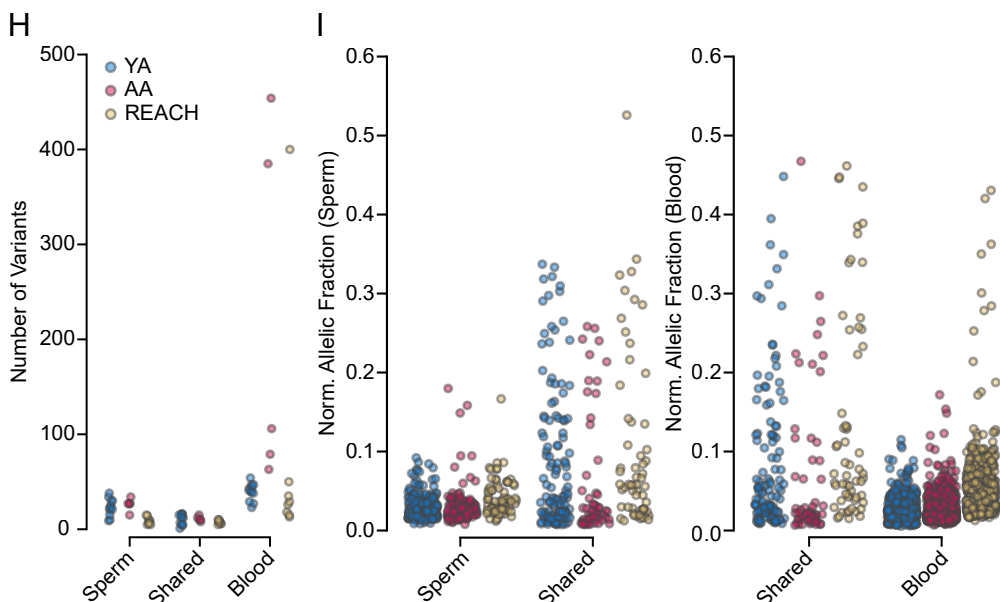 H
500
400
300
200
100
0
Number of Variants
YA
AA
REACH
Sperm
Shared
Blood
I
0.6
0.5
0.4
0.3
0.2
0.1
0.0
Norm. Allelic Fraction (Sperm)
Sperm
Shared
0.6
0.5
0.4
0.3
0.2
0.1
0.0
Norm. Allelic Fraction (Blood)
Shared
Blood